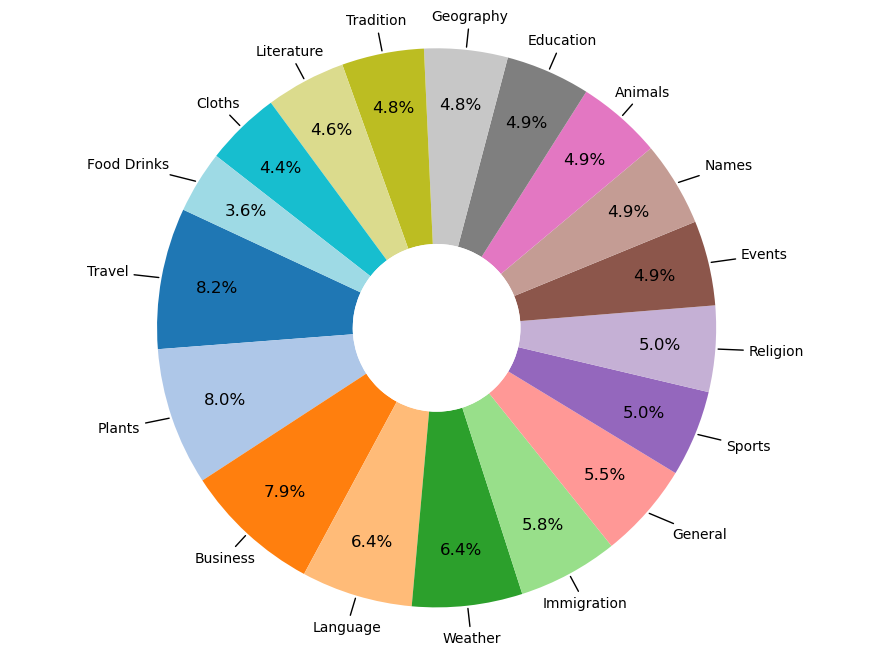 Geography
Tradition
Education
Literature
Animals
Cloths
Food Drinks
Names
Travel
Events
Religion
Plants
Sports
General
Business
Immigration
Language
Weather
4.8%
4.8%
4.9%
4.6%
4.9%
4.4%
3.6%
4.9%
4.9%
8.2%
5.0%
8.0%
5.0%
5.5%
7.9%
5.8%
6.4%
6.4%